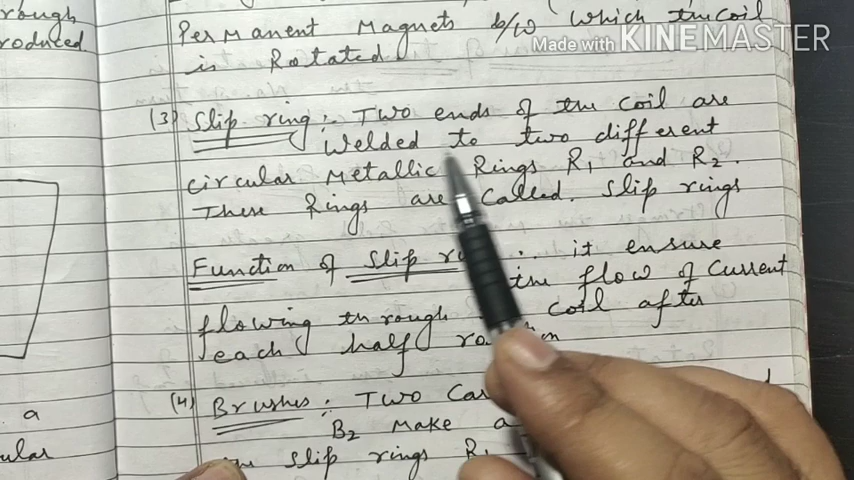 rough
roduced
a
ular
Permanent Magnets b/w which the coil
is Rotated.
Made with KINEMASTER
(3) Slip ring : Two ends of the coil are
welded to two different
circular Metallic Rings R1 and R2.
These Rings are called. Slip rings
Function of Slip : it ensure
the flow of current
flowing through coil after
each half
(4) Brushes : Two
B2 Make a
slip rings R1